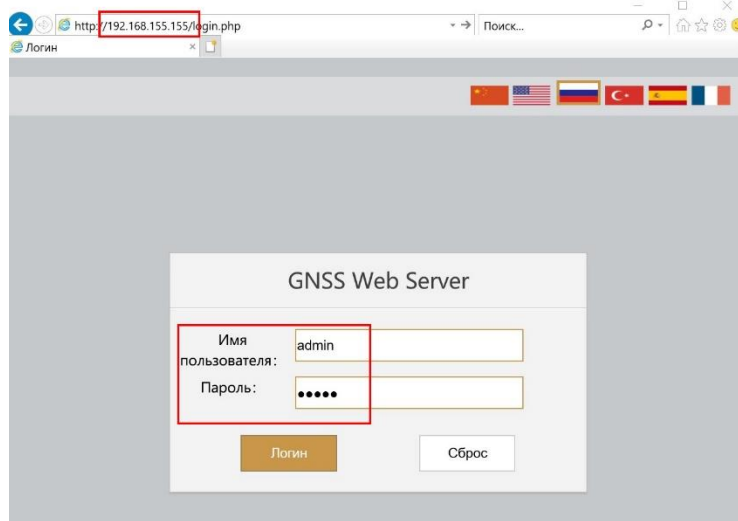 http://192.168.155.155/login.php
Поиск...
Логин
GNSS Web Server
Имя
пользователя:
admin
Пароль:
●●●●●
Логин
Сброс